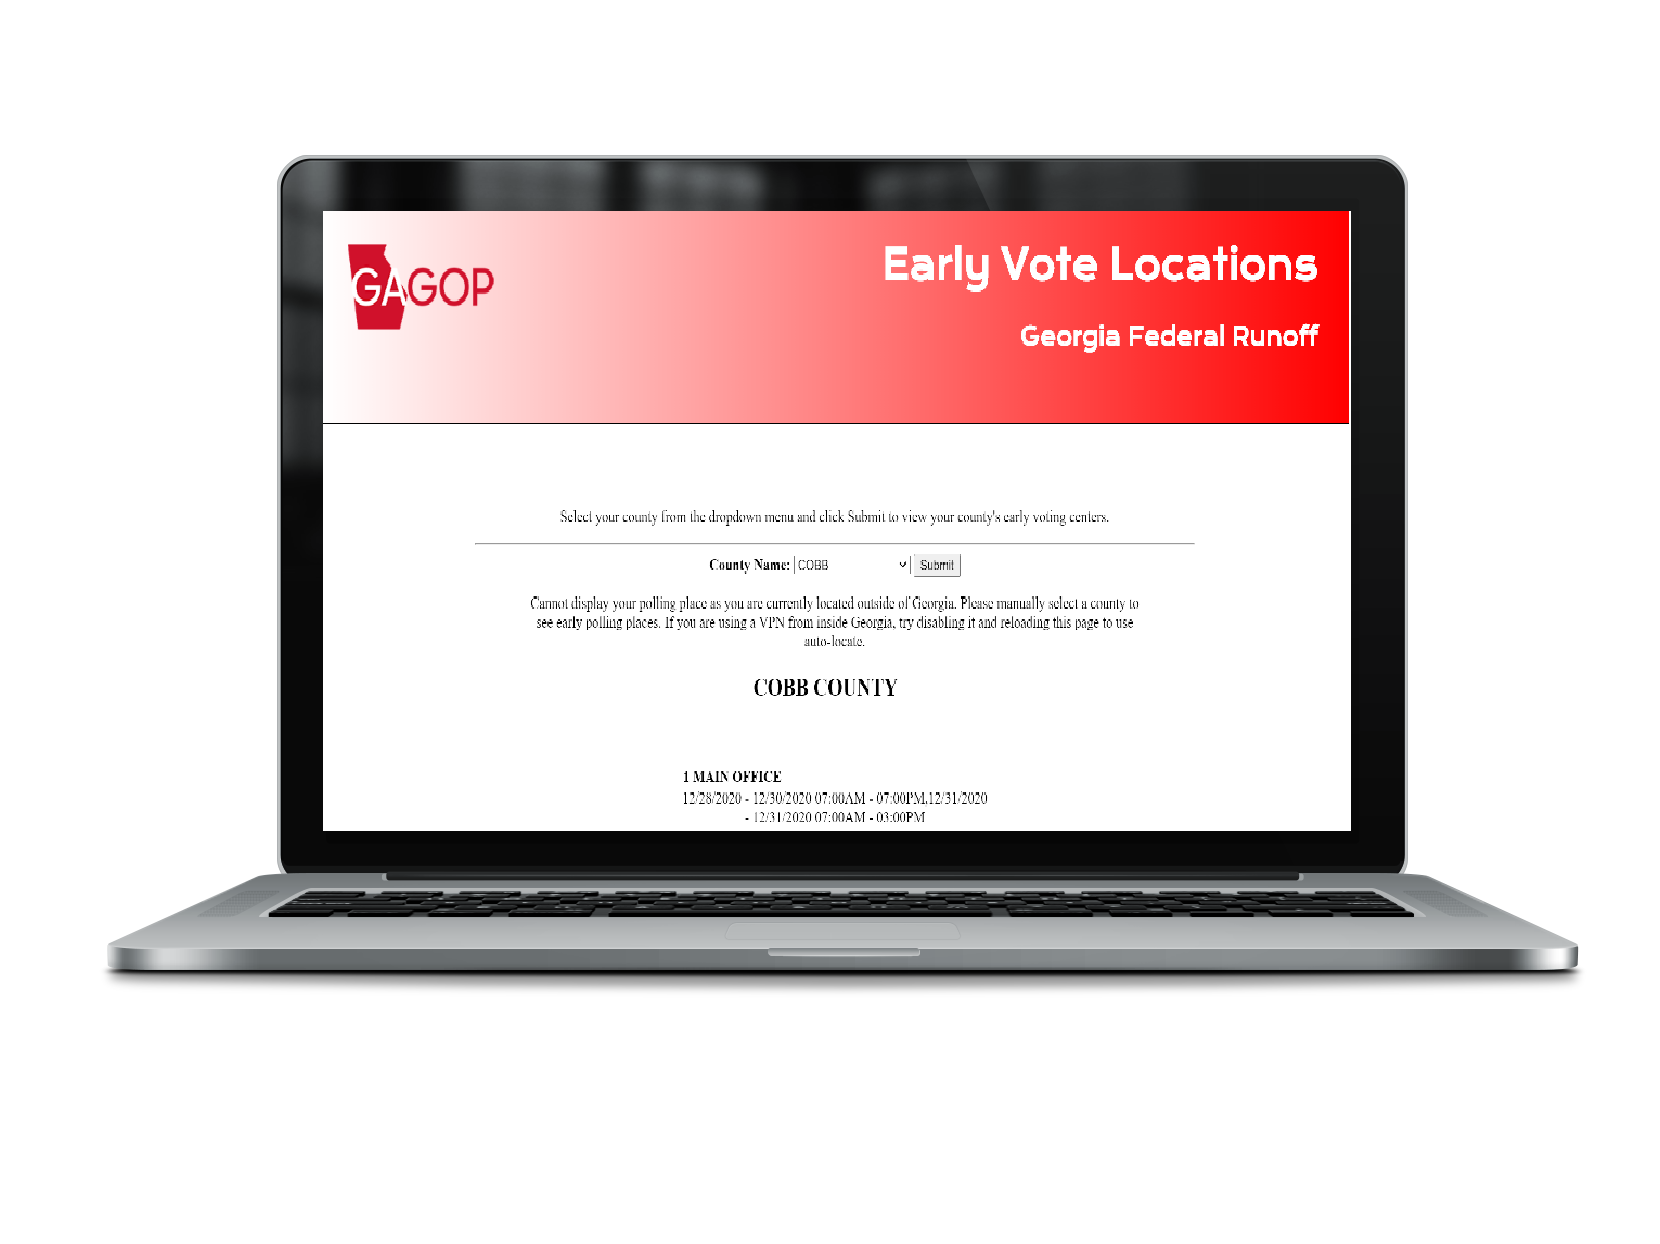 GAGOP
Early Vote Locations
Georgia Federal Runoff
Select your county from the dropdown menu and click Submit to view your county's early voting centers.
County Name: COBB Submit
Cannot display your polling place as you are currently located outside of Georgia. Please manually select a county to
see early polling places. If you are using a VPN from inside Georgia, try disabling it and reloading this page to use
auto-locate.
COBB COUNTY
1 MAIN OFFICE
12/28/2020 - 12/30/2020 07:00AM - 07:00PM,12/31/2020
- 12/31/2020 07:00AM - 03:00PM